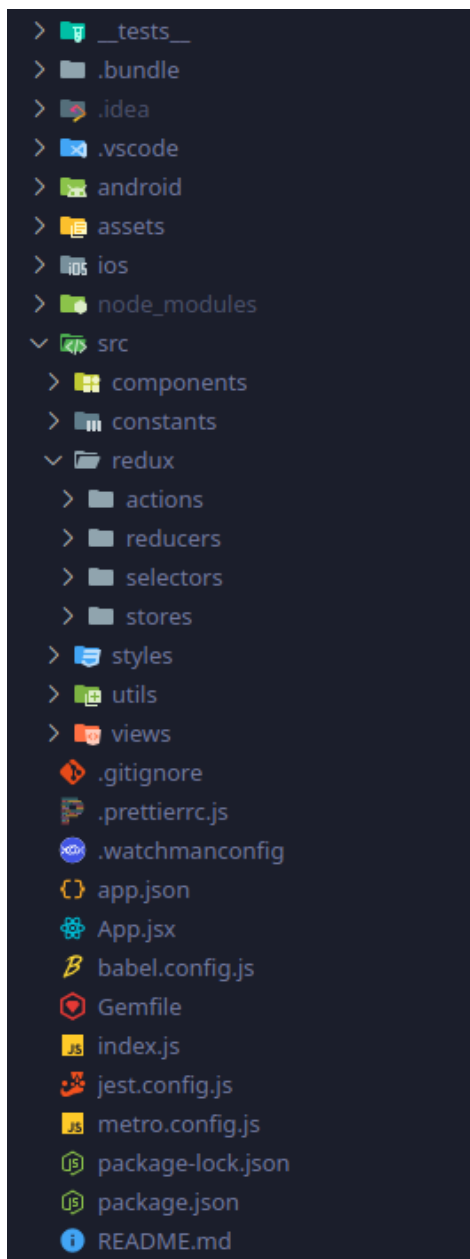 __tests__
.bundle
.idea
.vscode
android
assets
ios
node_modules
src
components
constants
redux
actions
reducers
selectors
stores
styles
utils
views
.gitignore
.prettierrc.js
.watchmanconfig
app.json
App.jsx
babel.config.js
Gemfile
index.js
jest.config.js
metro.config.js
package-lock.json
package.json
README.md